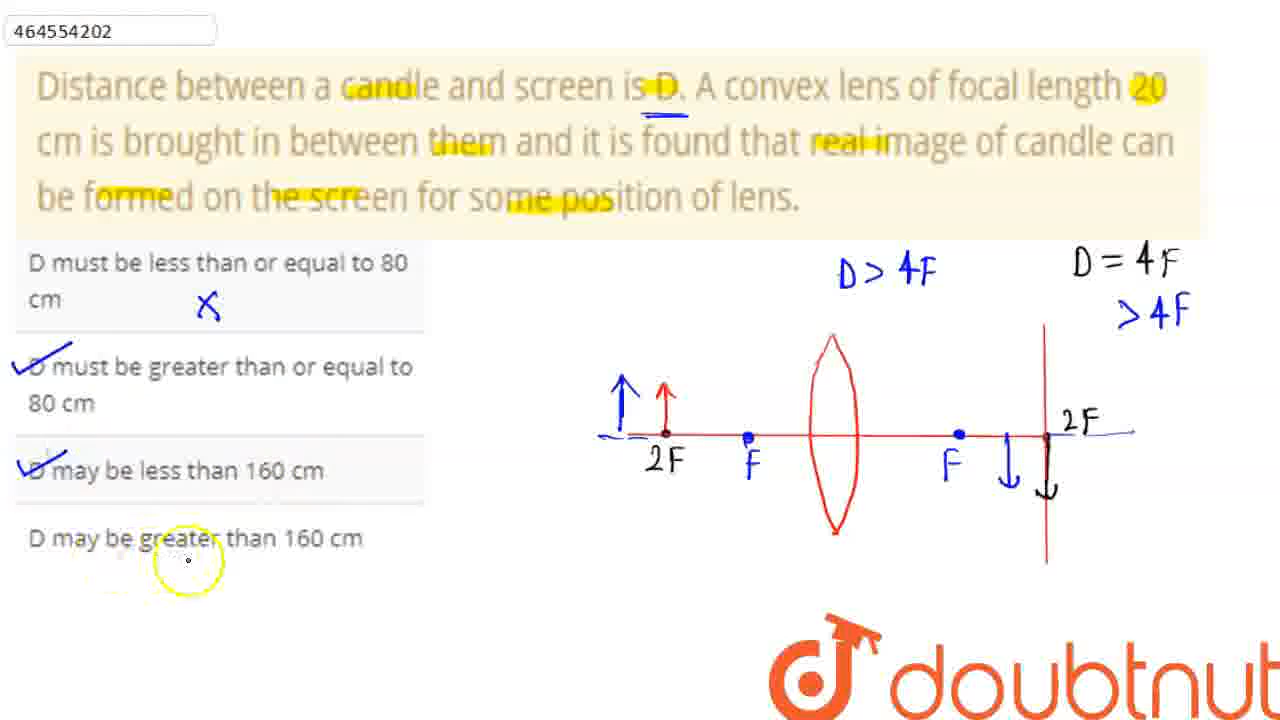 464554202
Distance between a candle and screen is D. A convex lens of focal length 20
cm is brought in between them and it is found that real image of candle can
be formed on the screen for some position of lens.
D must be less than or equal to 80
cm
D must be greater than or equal to
80 cm
D may be less than 160 cm
D may be greater than 160 cm
D > 4F
D = 4F
> 4F
2F
F
F
2F
doubtnut